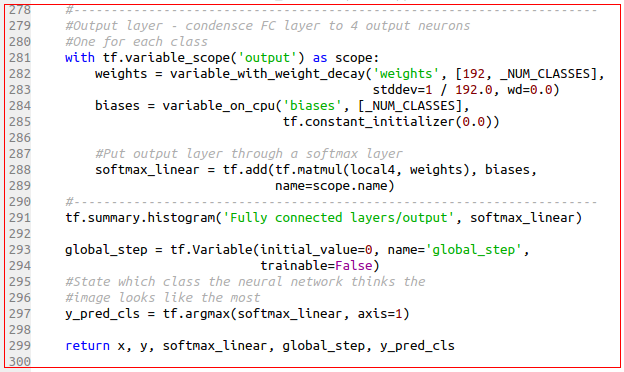 278 #----------------------------------------------------------------------
279 #Output layer - condensce FC layer to 4 output neurons
280 #One for each class
281 with tf.variable_scope('output') as scope:
282 weights = variable_with_weight_decay('weights', [192, _NUM_CLASSES],
283 stddev=1 / 192.0, wd=0.0)
284 biases = variable_on_cpu('biases', [_NUM_CLASSES],
285 tf.constant_initializer(0.0))
286
287 #Put output layer through a softmax layer
288 softmax_linear = tf.add(tf.matmul(local4, weights), biases,
289 name=scope.name)
290 #----------------------------------------------------------------------
291 tf.summary.histogram('Fully connected layers/output', softmax_linear)
292
293 global_step = tf.Variable(initial_value=0, name='global_step',
294 trainable=False)
295 #State which class the neural network thinks the
296 #image looks like the most
297 y_pred_cls = tf.argmax(softmax_linear, axis=1)
298
299 return x, y, softmax_linear, global_step, y_pred_cls
300